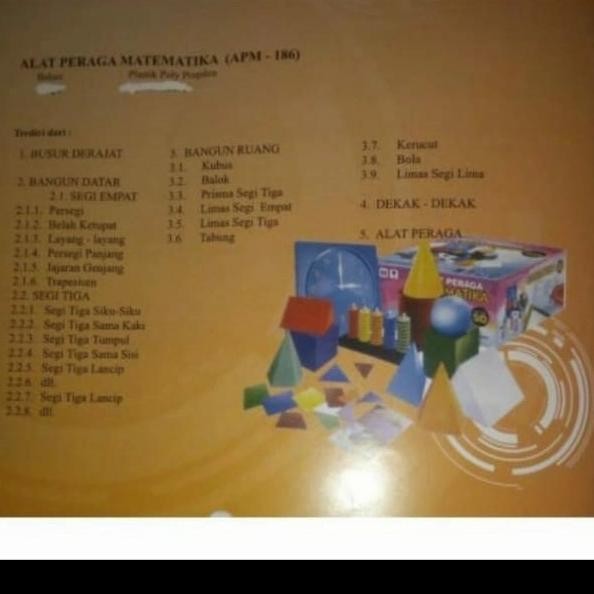 ALAT PERAGA MATEMATIKA (APM - 186)
Bahan Plastik Poly Propilen
Terdiri dari :
1. BUSUR DERAJAT
2. BANGUN DATAR
2.1. SEGI EMPAT
2.1.1. Persegi
2.1.2. Belah Ketupat
2.1.3. Layang - layang
2.1.4. Persegi Panjang
2.1.5. Jajaran Genjang
2.1.6. Trapesium
2.2. SEGI TIGA
2.2.1. Segi Tiga Siku-Siku
2.2.2. Segi Tiga Sama Kaki
2.2.3. Segi Tiga Tumpul
2.2.4. Segi Tiga Sama Sisi
2.2.5. Segi Tiga Lancip
2.2.6. dll.
2.2.7. Segi Tiga Lancip
2.2.8. dll.
3. BANGUN RUANG
3.1. Kubus
3.2. Balok
3.3. Prisma Segi Tiga
3.4. Limas Segi Empat
3.5. Limas Segi Tiga
3.6 Tabung
3.7. Kerucut
3.8. Bola
3.9. Limas Segi Lima
4. DEKAK - DEKAK
5. ALAT PERAGA
PERAGA
MATIKA